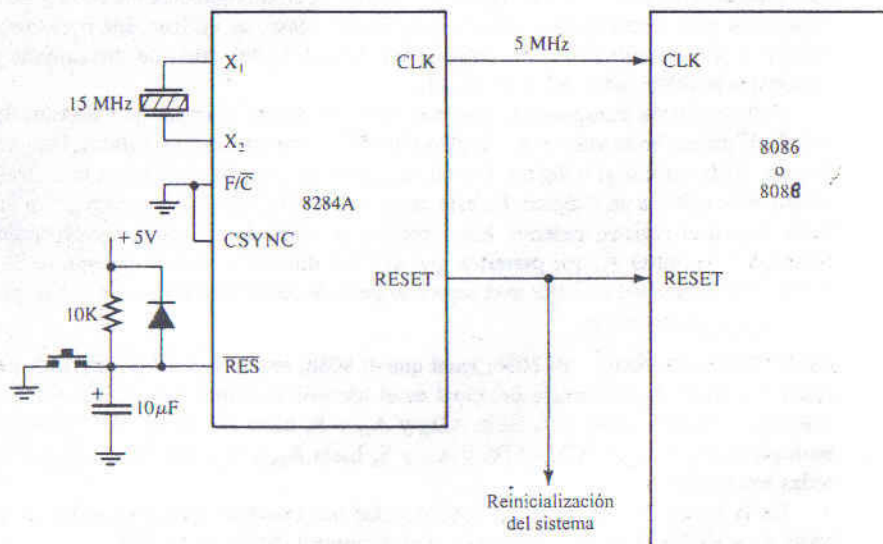 X1
15 MHz
X2
F/C̅
CSYNC
8284A
CLK
5 MHz
CLK
8086
o
8088
+5V
10K
R̅E̅S̅
10μF
+
RESET
RESET
Reinicialización
del sistema